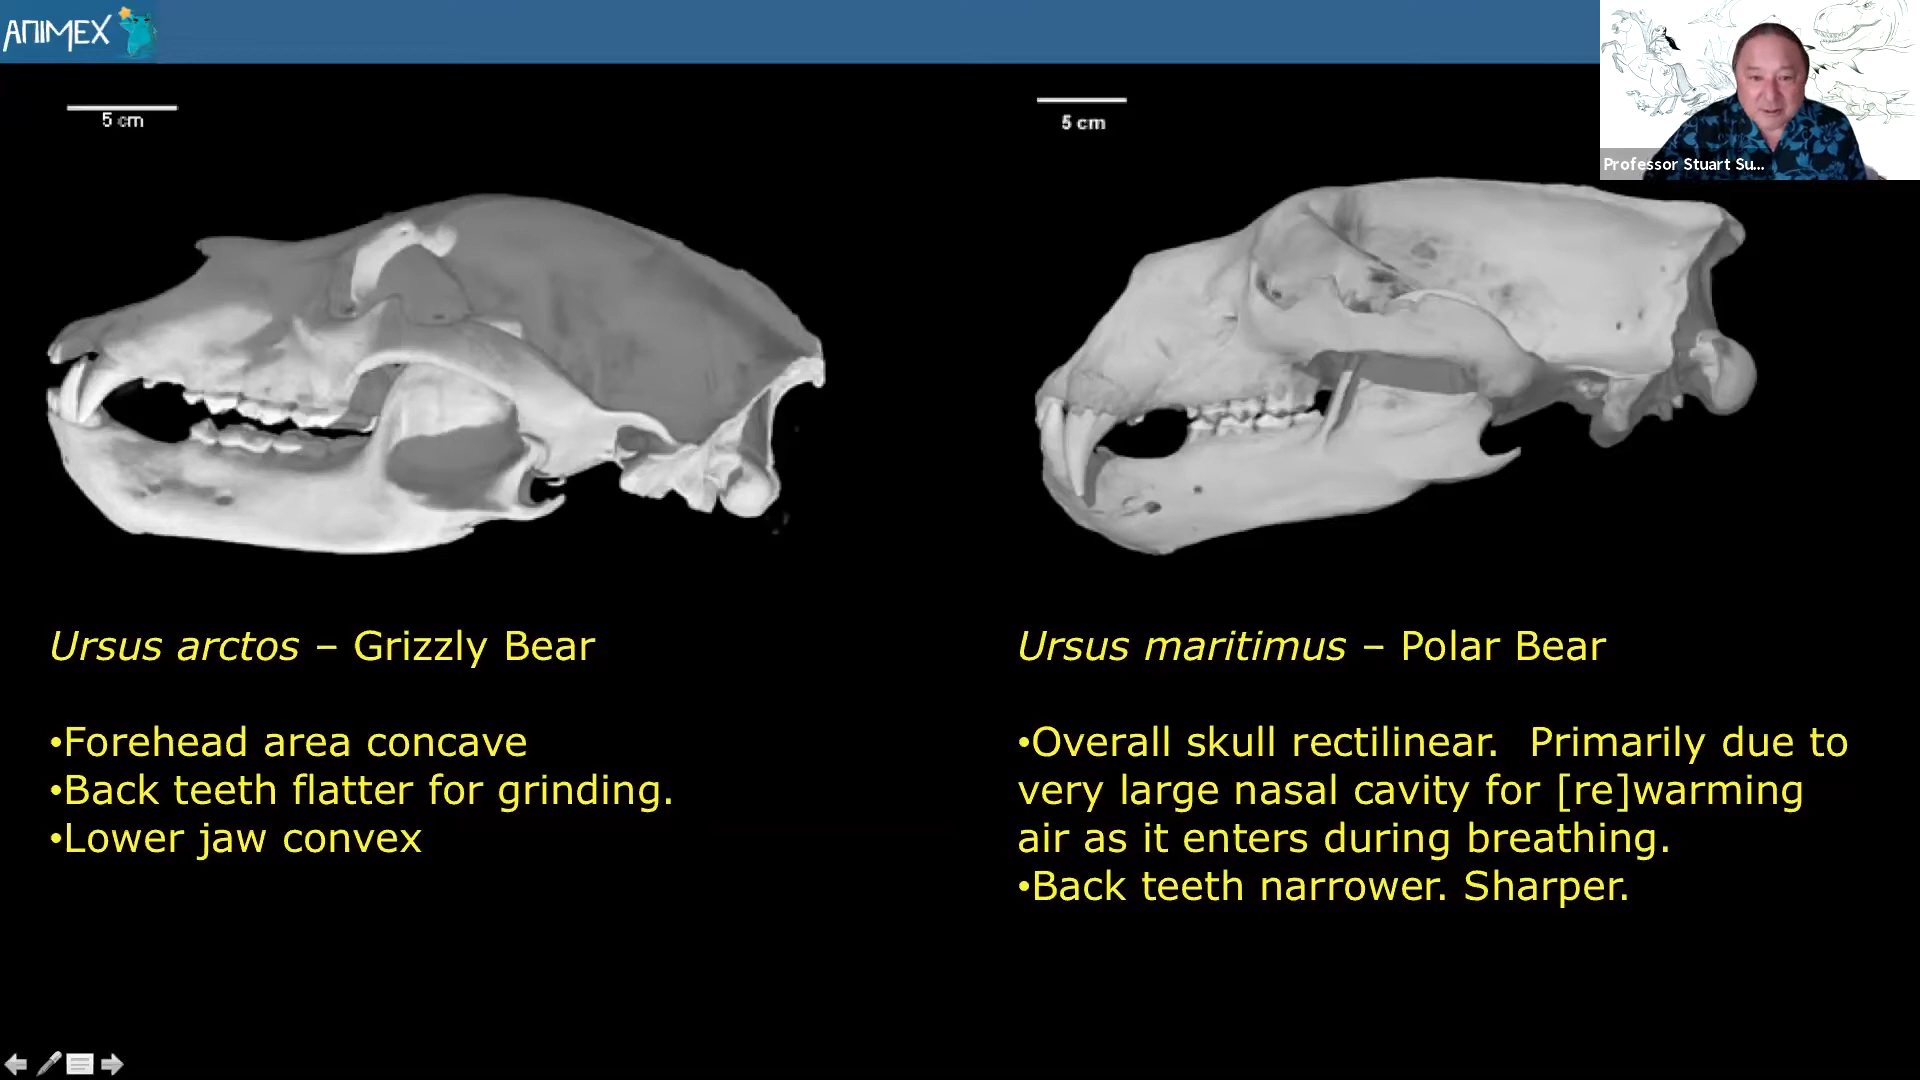 ANIMEX
5 cm
5 cm
Professor Stuart Su...
Ursus arctos – Grizzly Bear
•Forehead area concave
•Back teeth flatter for grinding.
•Lower jaw convex
Ursus maritimus – Polar Bear
•Overall skull rectilinear.  Primarily due to
very large nasal cavity for [re]warming
air as it enters during breathing.
•Back teeth narrower. Sharper.